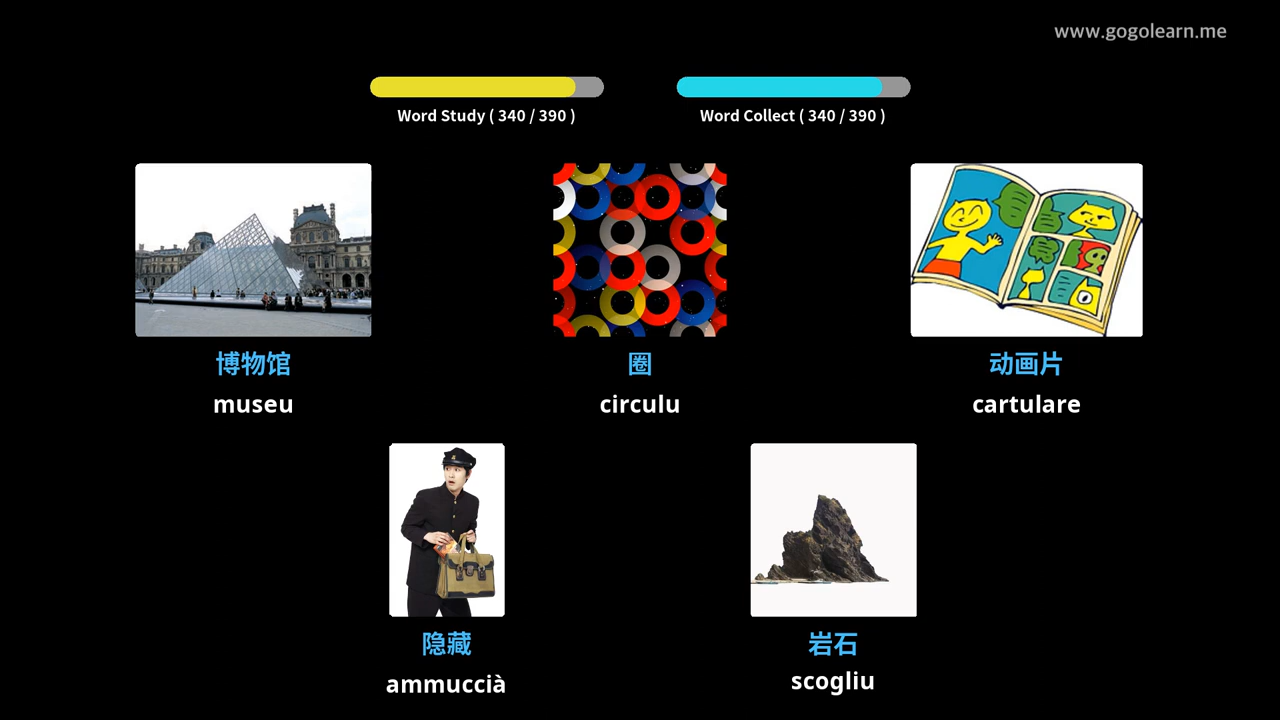 www.gogolearn.me
Word Study ( 340 / 390 )
Word Collect ( 340 / 390 )
博物馆
museu
圈
circulu
动画片
cartulare
隐藏
ammuccià
岩石
scogliu